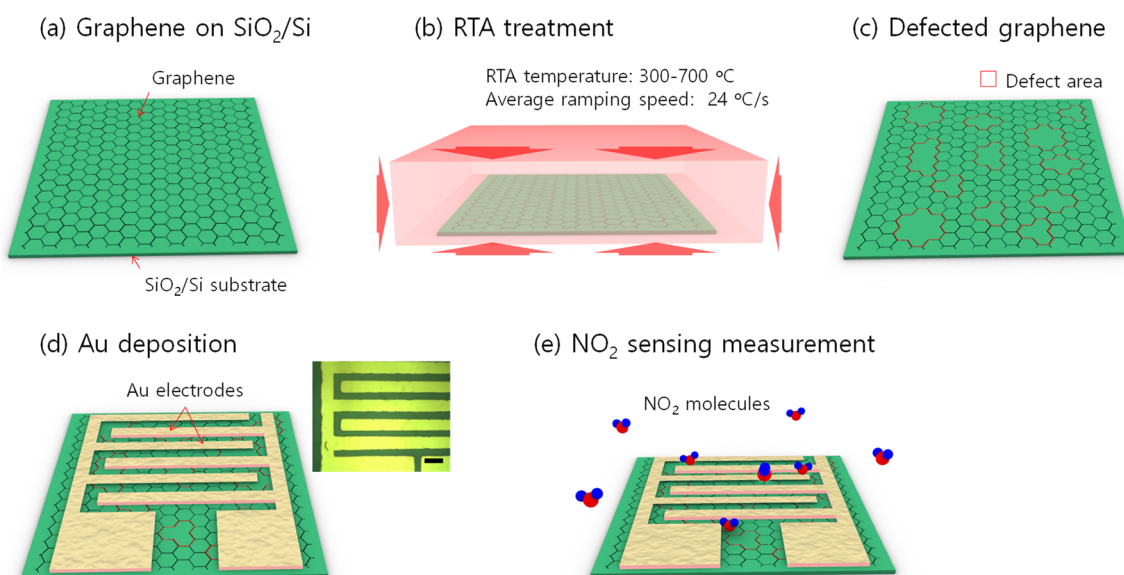 (a) Graphene on SiO₂/Si
Graphene
SiO₂/Si substrate
(b) RTA treatment
RTA temperature: 300-700 ºC
Average ramping speed: 24 ºC/s
(c) Defected graphene
Defect area
(d) Au deposition
Au electrodes
(e) NO₂ sensing measurement
NO₂ molecules